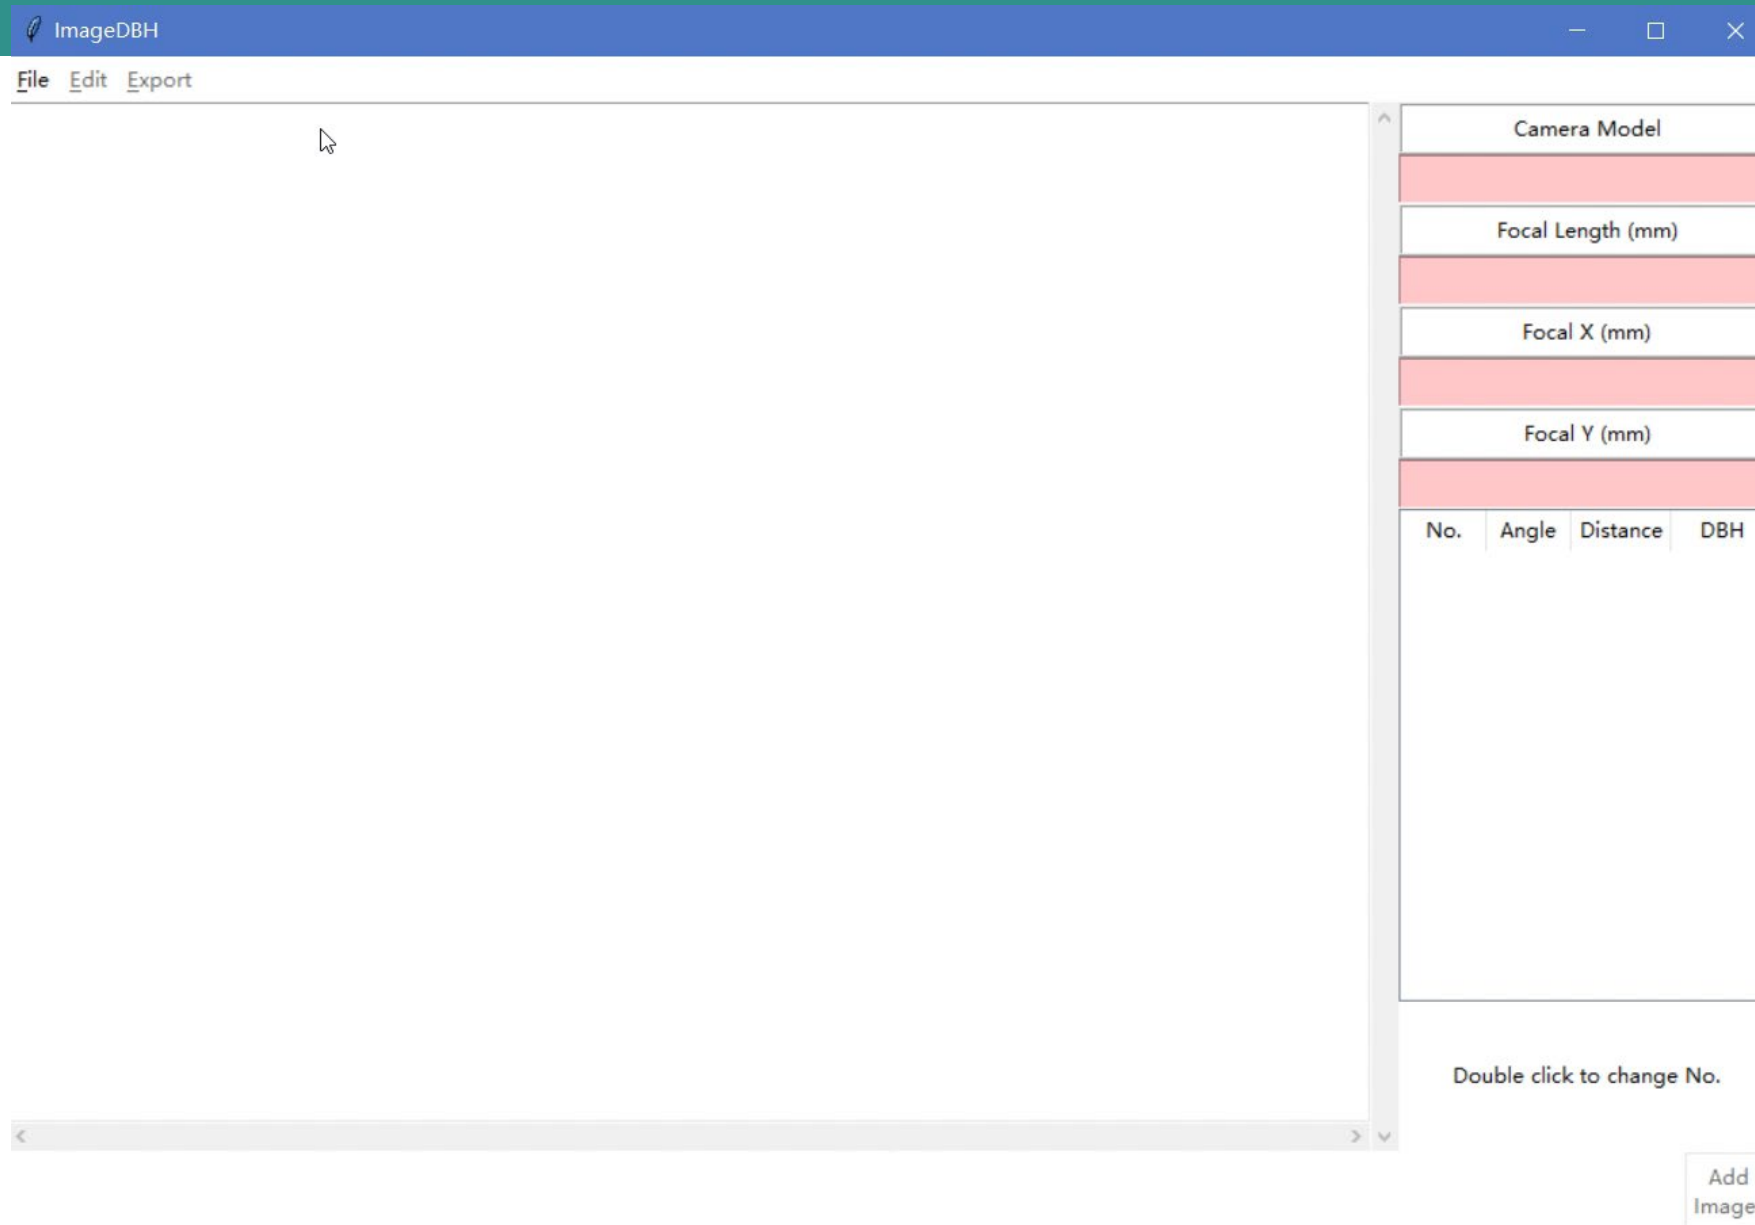 ImageDBH
File Edit Export
Camera Model
Focal Length (mm)
Focal X (mm)
Focal Y (mm)
No. Angle Distance DBH
Double click to change No.
Add
Image